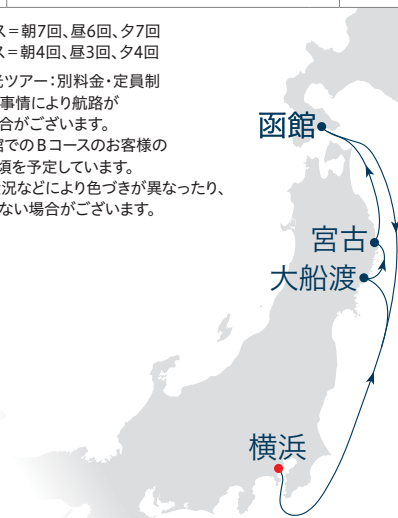 ス＝朝7回、昼6回、夕7回
ス＝朝4回、昼3回、夕4回
光ツアー：別料金・定員制
事情により航路が
合がございます。
館でのBコースのお客様の
頃を予定しています。
状況などにより色づきが異なったり、
ない場合がございます。
函館
宮古
大船渡
横浜